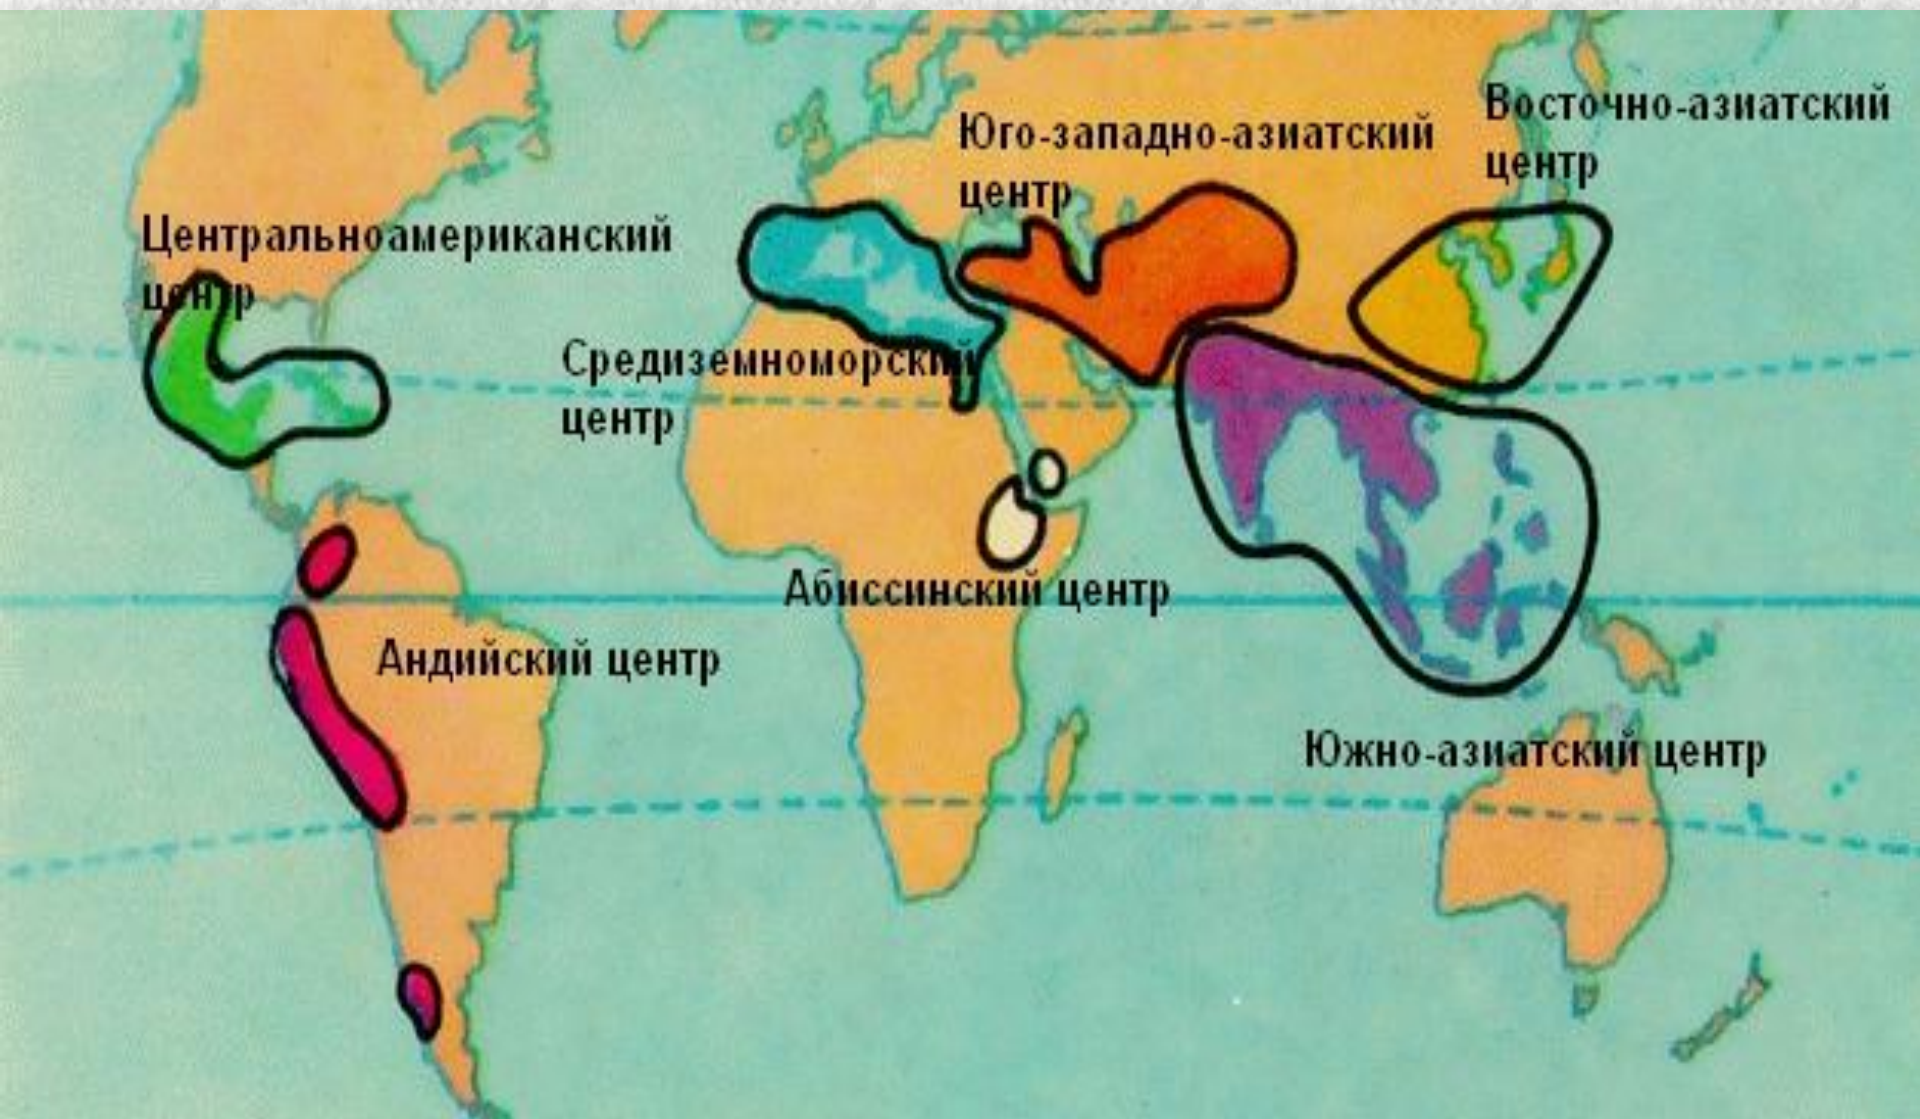 Восточно-азиатский
центр
Юго-западно-азиатский
центр
Центральноамериканский
центр
Средиземноморский
центр
Абиссинский центр
Андийский центр
Южно-азиатский центр